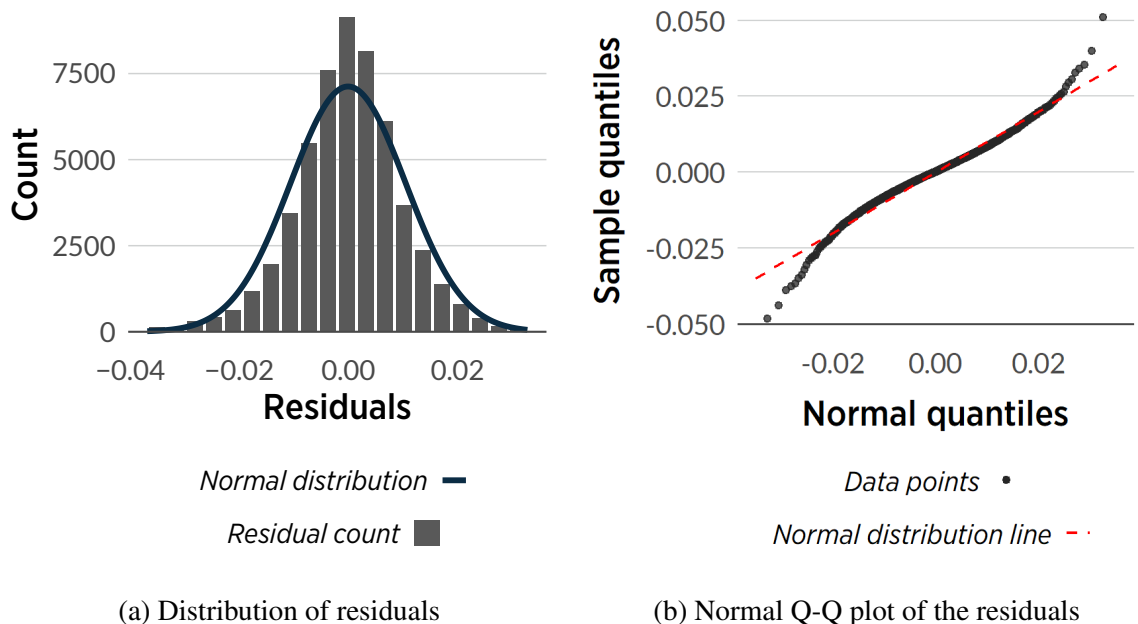 7500
5000
2500
0
Count
−0.04
−0.02
0.00
0.02
Residuals
Normal distribution
Residual count
(a) Distribution of residuals
0.050
0.025
0.000
-0.025
-0.050
Sample quantiles
-0.02
0.00
0.02
Normal quantiles
Data points
Normal distribution line
(b) Normal Q-Q plot of the residuals